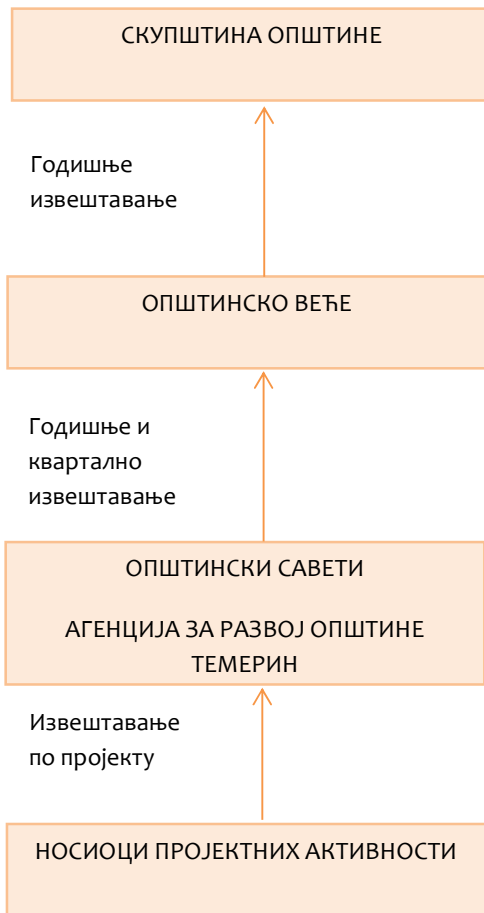 СКУПШТИНА ОПШТИНЕ
Годишње
извештавање
ОПШТИНСКО ВЕЋЕ
Годишње и
квартално
извештавање
ОПШТИНСКИ САВЕТИ
АГЕНЦИЈА ЗА РАЗВОЈ ОПШТИНЕ
ТЕМЕРИН
Извештавање
по пројекту
НОСИОЦИ ПРОЈЕКТНИХ АКТИВНОСТИ